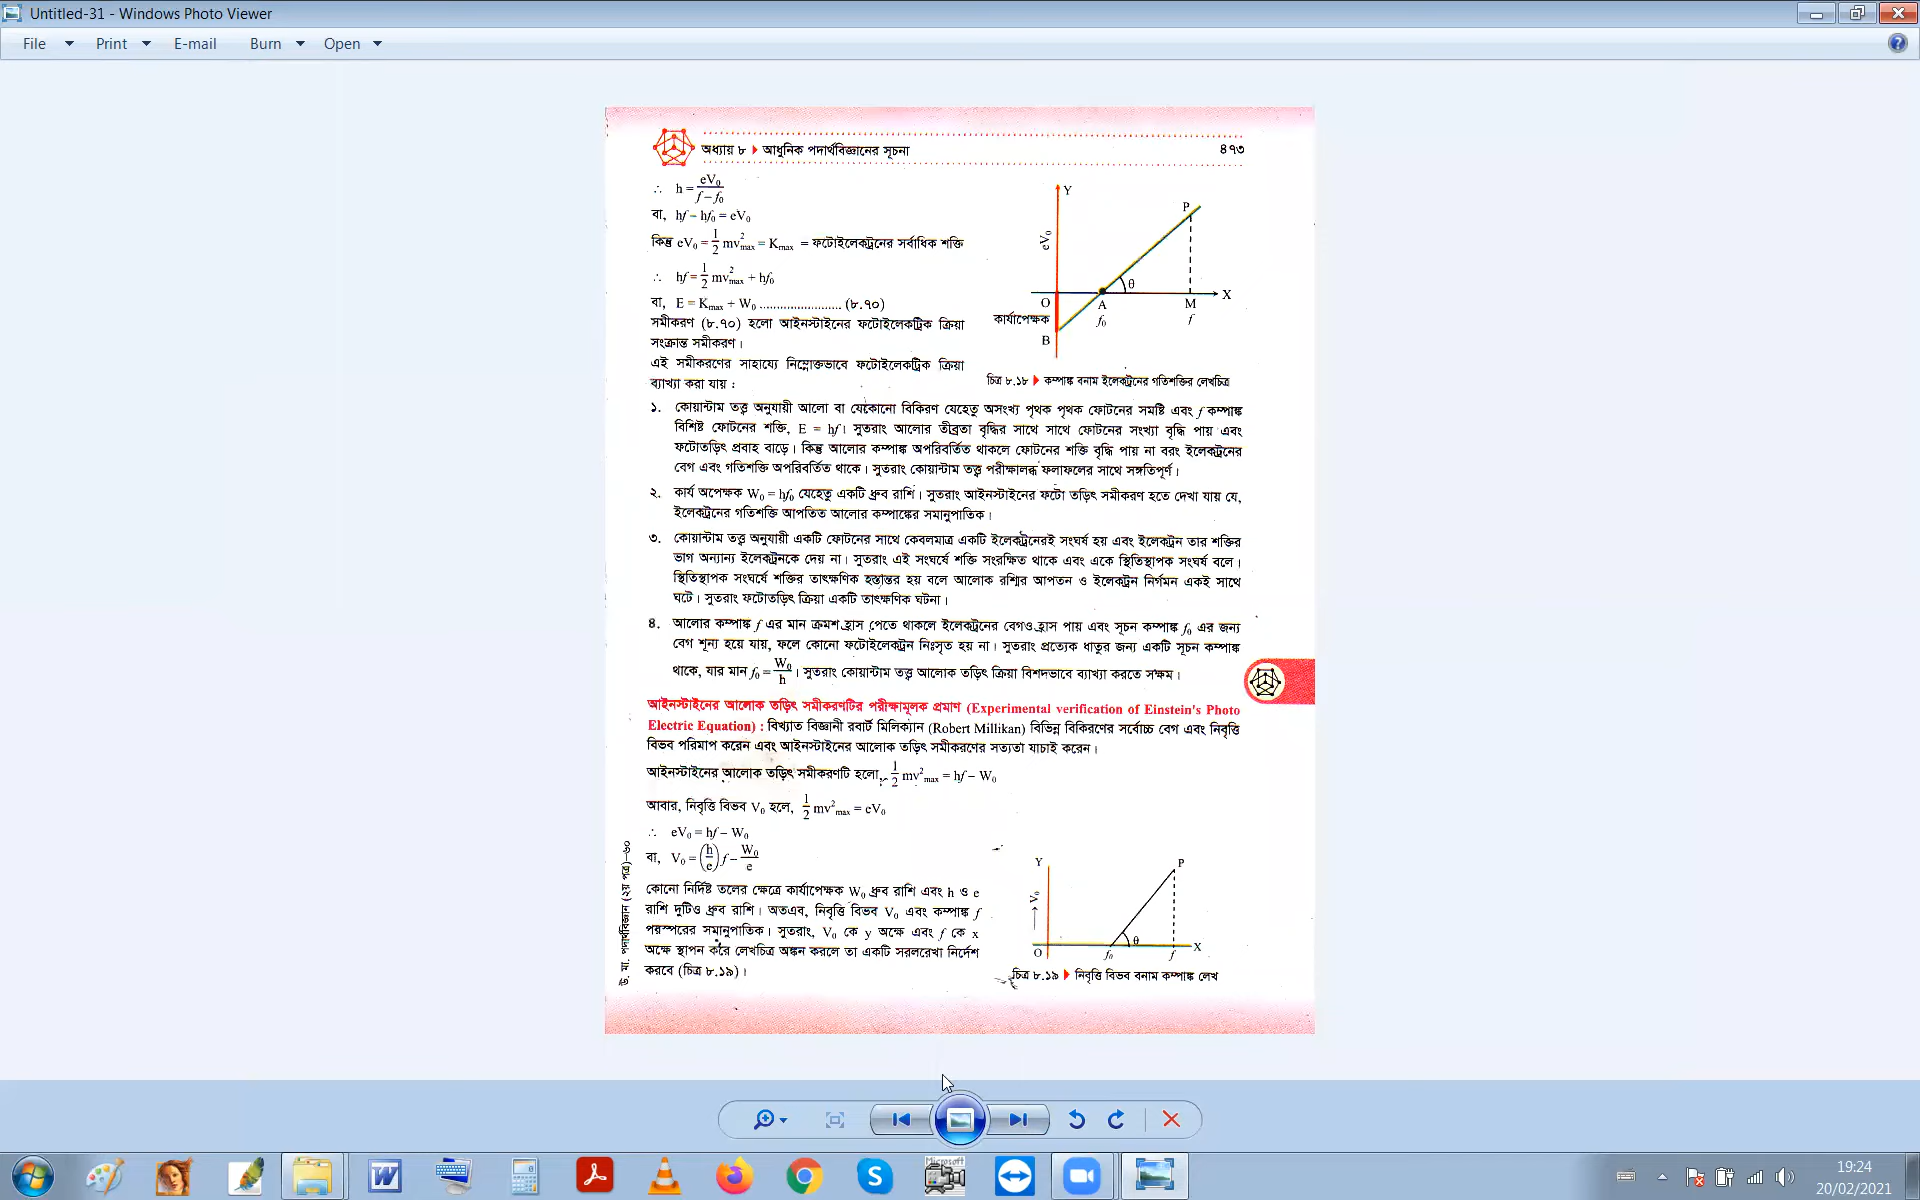 Untitled-31 - Windows Photo Viewer
File Print E-mail Burn Open
অধ্যায় ৮ আধুনিক পদার্থবিজ্ঞানের সূচনা ৪৭৩
∴ h = eV₀/(f – f₀)
বা, hf – hf₀ = eV₀
কিন্তু eV₀ = 1/2 mv²max = Kmax = ফটোইলেকট্রনের সর্বাধিক শক্তি
∴ hf = 1/2 mv²max + hf₀
বা, E = Kmax + W₀ ........................ (৮.৭০)
সমীকরণ (৮.৭০) হলো আইনস্টাইনের ফটোইলেকট্রিক ক্রিয়া
সংক্রান্ত সমীকরণ।
এই সমীকরণের সাহায্যে নিম্নোক্তভাবে ফটোইলেকট্রিক ক্রিয়া
ব্যাখ্যা করা যায় :
Y
P
eV₀
θ
X
O A M
কার্যাপেক্ষক f₀ f
B
চিত্র ৮.১৮ কম্পাঙ্ক বনাম ইলেকট্রনের গতিশক্তির লেখচিত্র
১. কোয়ান্টাম তত্ত্ব অনুযায়ী আলো বা যেকোনো বিকিরণ যেহেতু অসংখ্য পৃথক পৃথক ফোটনের সমষ্টি এবং f কম্পাঙ্ক
বিশিষ্ট ফোটনের শক্তি, E = hf। সুতরাং আলোর তীব্রতা বৃদ্ধির সাথে সাথে ফোটনের সংখ্যা বৃদ্ধি পায় এবং
ফটোতড়িৎ প্রবাহ বাড়ে। কিন্তু আলোর কম্পাঙ্ক অপরিবর্তিত থাকলে ফোটনের শক্তি বৃদ্ধি পায় না বরং ইলেকট্রনের
বেগ এবং গতিশক্তি অপরিবর্তিত থাকে। সুতরাং কোয়ান্টাম তত্ত্ব পরীক্ষালব্ধ ফলাফলের সাথে সঙ্গতিপূর্ণ।
২. কার্য অপেক্ষক W₀ = hf₀ যেহেতু একটি ধ্রুব রাশি। সুতরাং আইনস্টাইনের ফটো তড়িৎ সমীকরণ হতে দেখা যায় যে,
ইলেকট্রনের গতিশক্তি আপতিত আলোর কম্পাঙ্কের সমানুপাতিক।
৩. কোয়ান্টাম তত্ত্ব অনুযায়ী একটি ফোটনের সাথে কেবলমাত্র একটি ইলেকট্রনেরই সংঘর্ষ হয় এবং ইলেকট্রন তার শক্তির
ভাগ অন্যান্য ইলেকট্রনকে দেয় না। সুতরাং এই সংঘর্ষে শক্তি সংরক্ষিত থাকে এবং একে স্থিতিস্থাপক সংঘর্ষ বলে।
স্থিতিস্থাপক সংঘর্ষে শক্তির তাৎক্ষণিক হস্তান্তর হয় বলে আলোক রশ্মির আপতন ও ইলেকট্রন নির্গমন একই সাথে
ঘটে। সুতরাং ফটোতড়িৎ ক্রিয়া একটি তাৎক্ষণিক ঘটনা।
৪. আলোর কম্পাঙ্ক f এর মান ক্রমশ হ্রাস পেতে থাকলে ইলেকট্রনের বেগও হ্রাস পায় এবং সূচন কম্পাঙ্ক f₀ এর জন্য
বেগ শূন্য হয়ে যায়, ফলে কোনো ফটোইলেকট্রন নিঃসৃত হয় না। সুতরাং প্রত্যেক ধাতুর জন্য একটি সূচন কম্পাঙ্ক
থাকে, যার মান f₀ = W₀/h। সুতরাং কোয়ান্টাম তত্ত্ব আলোক তড়িৎ ক্রিয়া বিশদভাবে ব্যাখ্যা করতে সক্ষম।
আইনস্টাইনের আলোক তড়িৎ সমীকরণটির পরীক্ষামূলক প্রমাণ (Experimental verification of Einstein's Photo
Electric Equation) : বিখ্যাত বিজ্ঞানী রবার্ট মিলিক্যান (Robert Millikan) বিভিন্ন বিকিরণের সর্বোচ্চ বেগ এবং নিবৃত্তি
বিভব পরিমাপ করেন এবং আইনস্টাইনের আলোক তড়িৎ সমীকরণের সত্যতা যাচাই করেন।
আইনস্টাইনের আলোক তড়িৎ সমীকরণটি হলো, 1/2 mv²max = hf – W₀
আবার, নিবৃত্তি বিভব V₀ হলে, 1/2 mv²max = eV₀
∴ eV₀ = hf – W₀
বা, V₀ = (h/e) f – W₀/e
কোনো নির্দিষ্ট তলের ক্ষেত্রে কার্যাপেক্ষক W₀ ধ্রুব রাশি এবং h ও e
রাশি দুটিও ধ্রুব রাশি। অতএব, নিবৃত্তি বিভব V₀ এবং কম্পাঙ্ক f
পরস্পরের সমানুপাতিক। সুতরাং, V₀ কে y অক্ষে এবং f কে x
অক্ষে স্থাপন করে লেখচিত্র অঙ্কন করলে তা একটি সরলরেখা নির্দেশ
করবে (চিত্র ৮.১৯)।
Y
P
V₀
θ
X
O f₀ f
চিত্র ৮.১৯ নিবৃত্তি বিভব বনাম কম্পাঙ্ক লেখ
উ. মা. পদার্থবিজ্ঞান (২য় পত্র)–৬০
Microsoft
19:24
20/02/2021